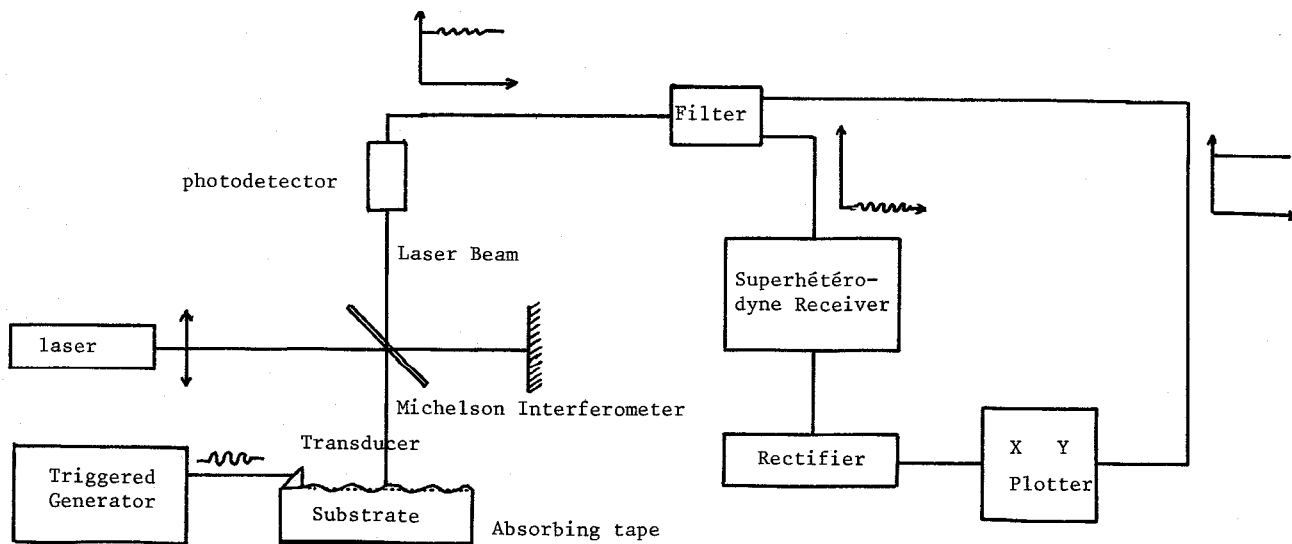 Filter
photodetector
Laser Beam
Superhétéro-
dyne Receiver
laser
Michelson Interferometer
Transducer
Triggered
Generator
Substrate
Absorbing tape
Rectifier
X Y
Plotter